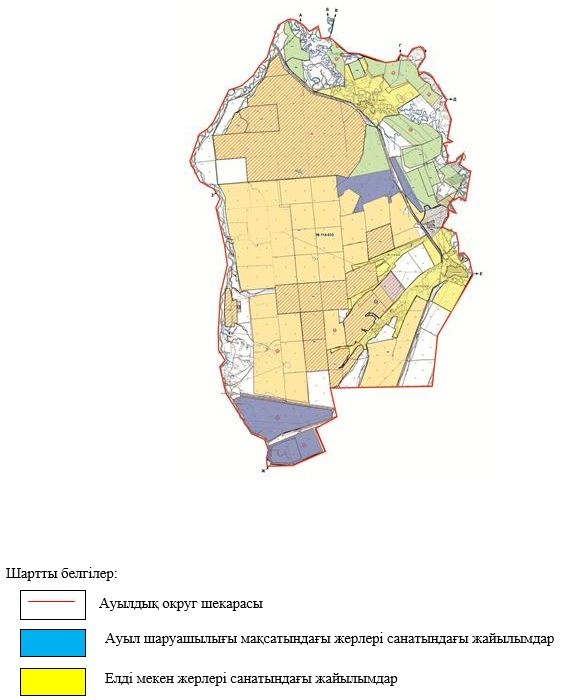 А
Б
В
Г
Д
Е
Ж
Шартты белгілер:
Ауылдық округ шекарасы
Ауыл шаруашылығы мақсатындағы жерлері санатындағы жайылымдар
Елді мекен жерлері санатындағы жайылымдар